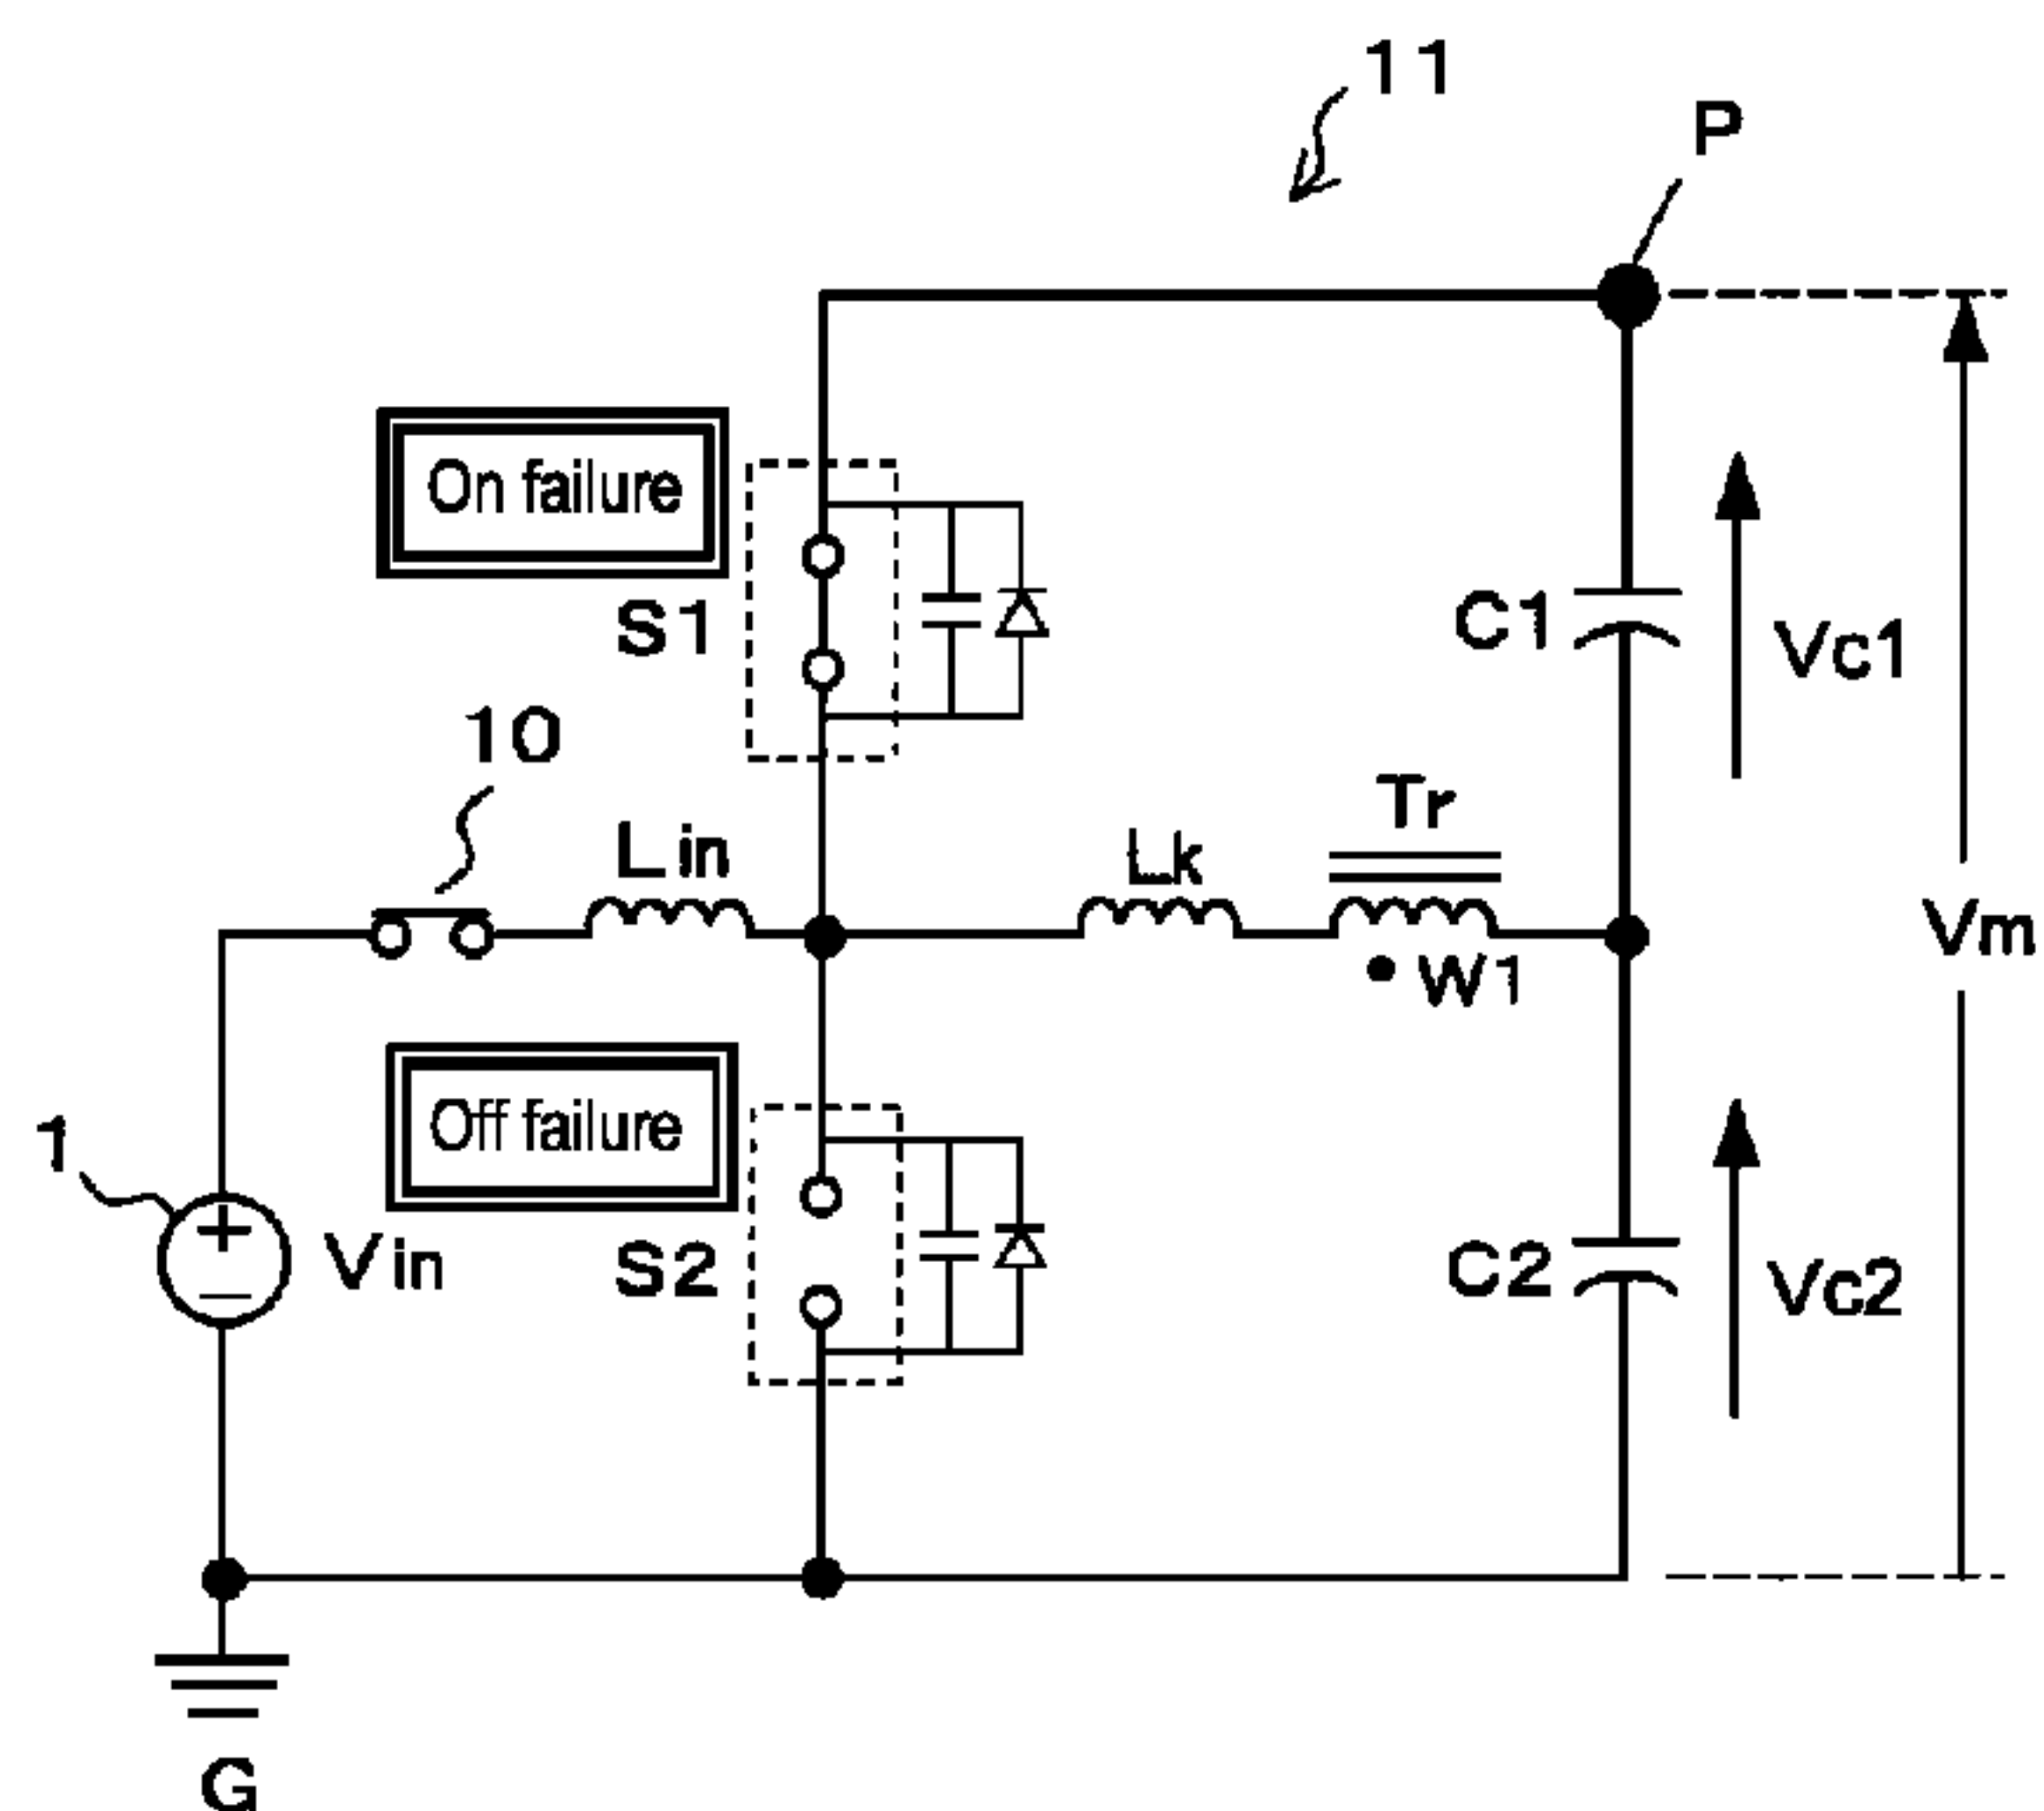 11
P
On failure
S1
C1
Vc1
10
Lin
Lk
Tr
W1
Vm
Off failure
1
Vin
S2
C2
Vc2
G